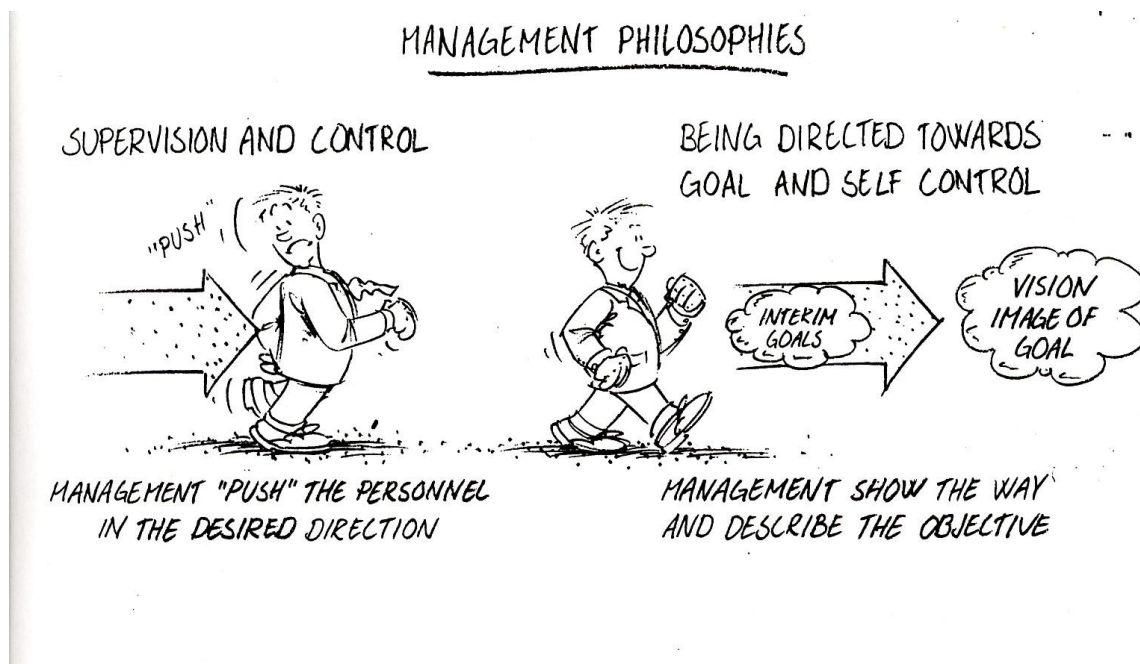 MANAGEMENT PHILOSOPHIES
SUPERVISION AND CONTROL
"PUSH"
MANAGEMENT "PUSH" THE PERSONNEL
IN THE DESIRED DIRECTION
BEING DIRECTED TOWARDS
GOAL AND SELF CONTROL
INTERIM
GOALS
VISION
IMAGE OF
GOAL
MANAGEMENT SHOW THE WAY
AND DESCRIBE THE OBJECTIVE